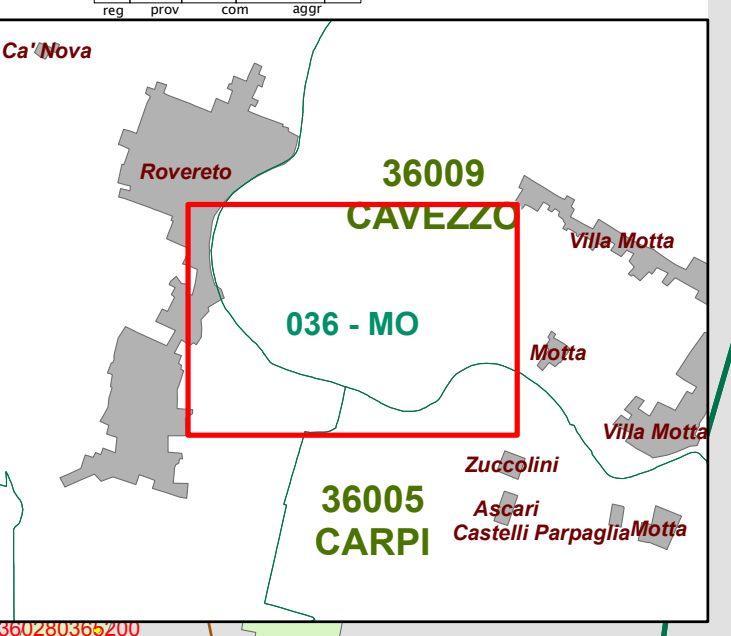 reg prov com aggr
Ca' Nova
Rovereto
36009
CAVEZZO
Villa Motta
036 - MO
Motta
Villa Motta
Zuccolini
36005
CARPI
Ascari
Castelli Parpaglia
Motta